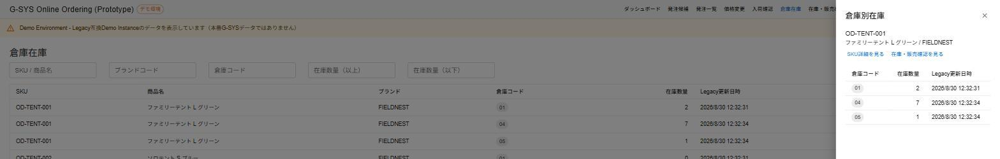 G-SYS Online Ordering (Prototype) デモ環境
ダッシュボード 発注候補 発注一覧 価格変更 入荷確認 倉庫在庫 在庫・販売
Demo Environment - Legacy互換Demo Instanceのデータを表示しています（本番G-SYSデータではありません）
倉庫在庫
SKU / 商品名 ブランドコード 倉庫コード 在庫数量（以上） 在庫数量（以下）
SKU 商品名 ブランド 倉庫コード 在庫数量 Legacy更新日時
OD-TENT-001 ファミリーテント L グリーン FIELDNEST 01 2 2026/8/30 12:32:31
OD-TENT-001 ファミリーテント L グリーン FIELDNEST 04 7 2026/8/30 12:32:34
OD-TENT-001 ファミリーテント L グリーン FIELDNEST 05 1 2026/8/30 12:32:34
OD-TENT-002 ソロテント S ブルー FIELDNEST 01 0 2026/8/30 12:32:31
倉庫別在庫
OD-TENT-001
ファミリーテント L グリーン / FIELDNEST
SKU詳細を見る 在庫・販売確認を見る
倉庫コード 在庫数量 Legacy更新日時
01 2 2026/8/30 12:32:31
04 7 2026/8/30 12:32:34
05 1 2026/8/30 12:32:34